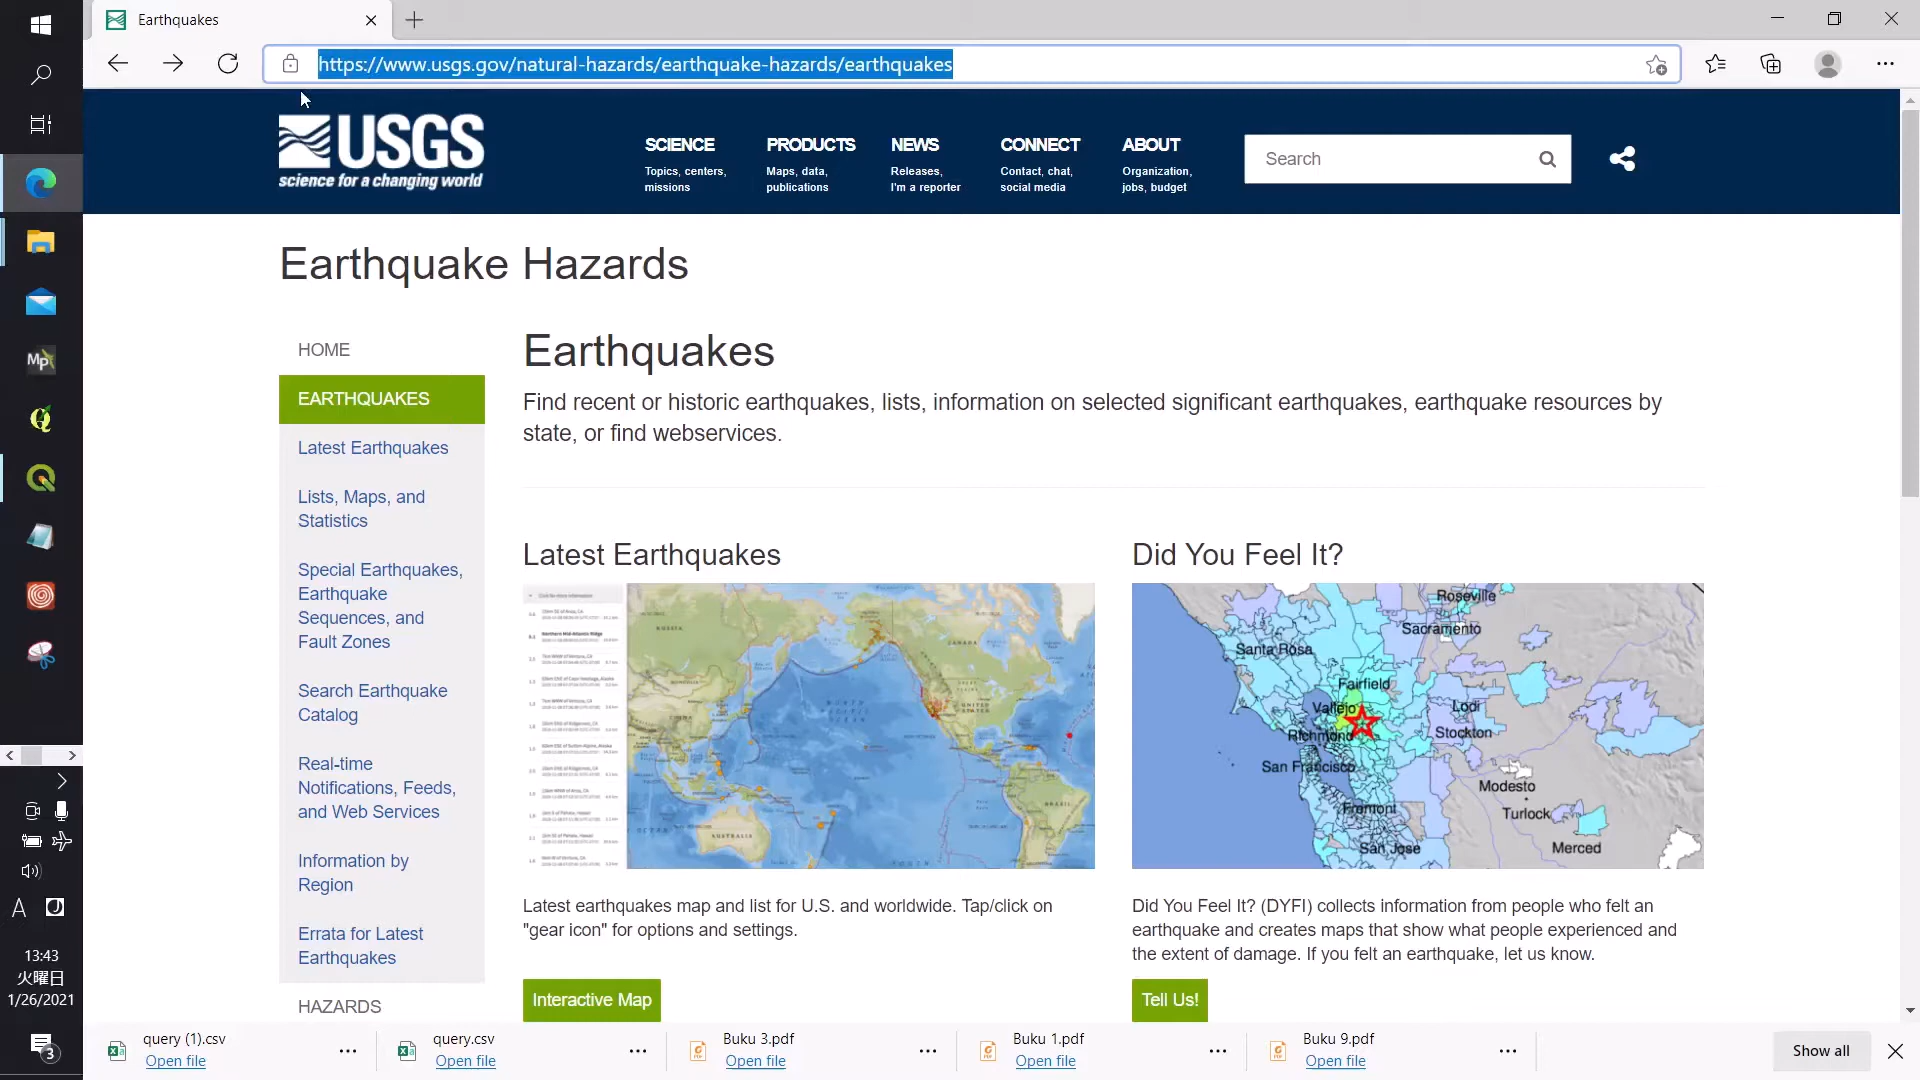 Earthquakes
https://www.usgs.gov/natural-hazards/earthquake-hazards/earthquakes
USGS
science for a changing world
SCIENCE
Topics, centers,
missions
PRODUCTS
Maps, data,
publications
NEWS
Releases,
I'm a reporter
CONNECT
Contact, chat,
social media
ABOUT
Organization,
jobs, budget
Search
Earthquake Hazards
HOME
EARTHQUAKES
Latest Earthquakes
Lists, Maps, and
Statistics
Special Earthquakes,
Earthquake
Sequences, and
Fault Zones
Search Earthquake
Catalog
Real-time
Notifications, Feeds,
and Web Services
Information by
Region
Errata for Latest
Earthquakes
HAZARDS
Earthquakes
Find recent or historic earthquakes, lists, information on selected significant earthquakes, earthquake resources by
state, or find webservices.
Latest Earthquakes
RUSSIA
CANADA
UNITED
STATES
CHINA
BRAZIL
AUSTRALIA
Latest earthquakes map and list for U.S. and worldwide. Tap/click on
"gear icon" for options and settings.
Interactive Map
Did You Feel It?
Roseville
Sacramento
Santa Rosa
Fairfield
Vallejo
Lodi
Richmond
Stockton
San Francisco
Modesto
Fremont
Turlock
San Jose
Merced
Did You Feel It? (DYFI) collects information from people who felt an
earthquake and creates maps that show what people experienced and
the extent of damage. If you felt an earthquake, let us know.
Tell Us!
Mp
A
13:43
火曜日
1/26/2021
3
query (1).csv
Open file
query.csv
Open file
Buku 3.pdf
Open file
Buku 1.pdf
Open file
Buku 9.pdf
Open file
Show all